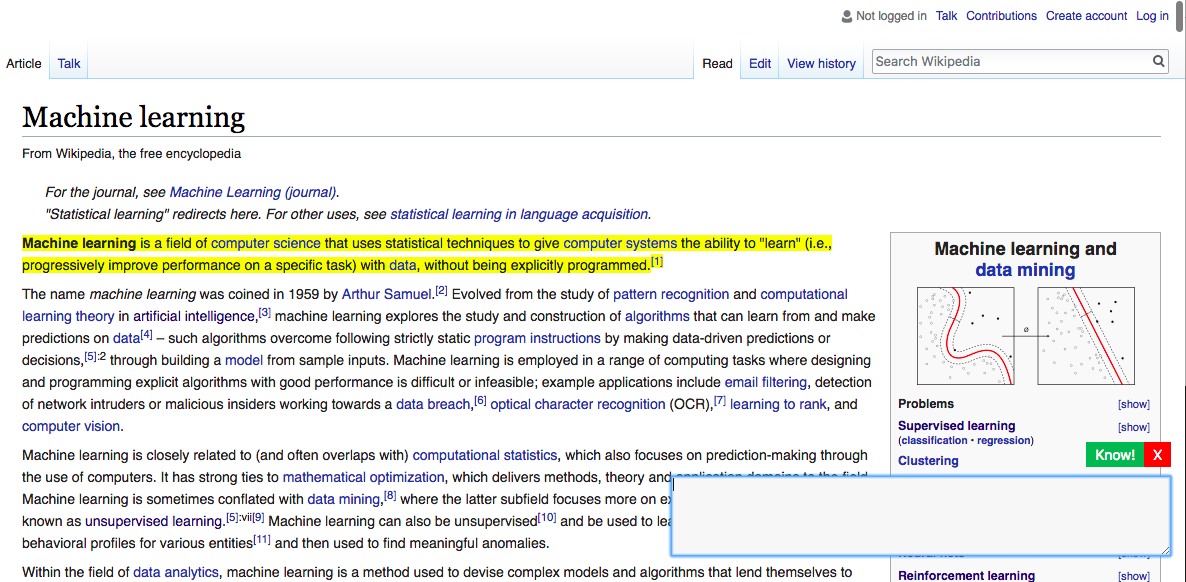 Not logged in Talk Contributions Create account Log in
Article Talk Read Edit View history Search Wikipedia
Machine learning
From Wikipedia, the free encyclopedia
For the journal, see Machine Learning (journal).
"Statistical learning" redirects here. For other uses, see statistical learning in language acquisition.
Machine learning is a field of computer science that uses statistical techniques to give computer systems the ability to "learn" (i.e.,
progressively improve performance on a specific task) with data, without being explicitly programmed.[1]
The name machine learning was coined in 1959 by Arthur Samuel.[2] Evolved from the study of pattern recognition and computational
learning theory in artificial intelligence,[3] machine learning explores the study and construction of algorithms that can learn from and make
predictions on data[4] – such algorithms overcome following strictly static program instructions by making data-driven predictions or
decisions,[5]:2 through building a model from sample inputs. Machine learning is employed in a range of computing tasks where designing
and programming explicit algorithms with good performance is difficult or infeasible; example applications include email filtering, detection
of network intruders or malicious insiders working towards a data breach,[6] optical character recognition (OCR),[7] learning to rank, and
computer vision.
Machine learning is closely related to (and often overlaps with) computational statistics, which also focuses on prediction-making through
the use of computers. It has strong ties to mathematical optimization, which delivers methods, theory and application domains to the field.
Machine learning is sometimes conflated with data mining,[8] where the latter subfield focuses more on
known as unsupervised learning.[5]:vii[9] Machine learning can also be unsupervised[10] and be used to
behavioral profiles for various entities[11] and then used to find meaningful anomalies.
Within the field of data analytics, machine learning is a method used to devise complex models and algorithms that lend themselves to
Machine learning and
data mining
Problems [show]
Supervised learning [show]
(classification • regression)
Clustering
Know! X
Reinforcement learning [show]